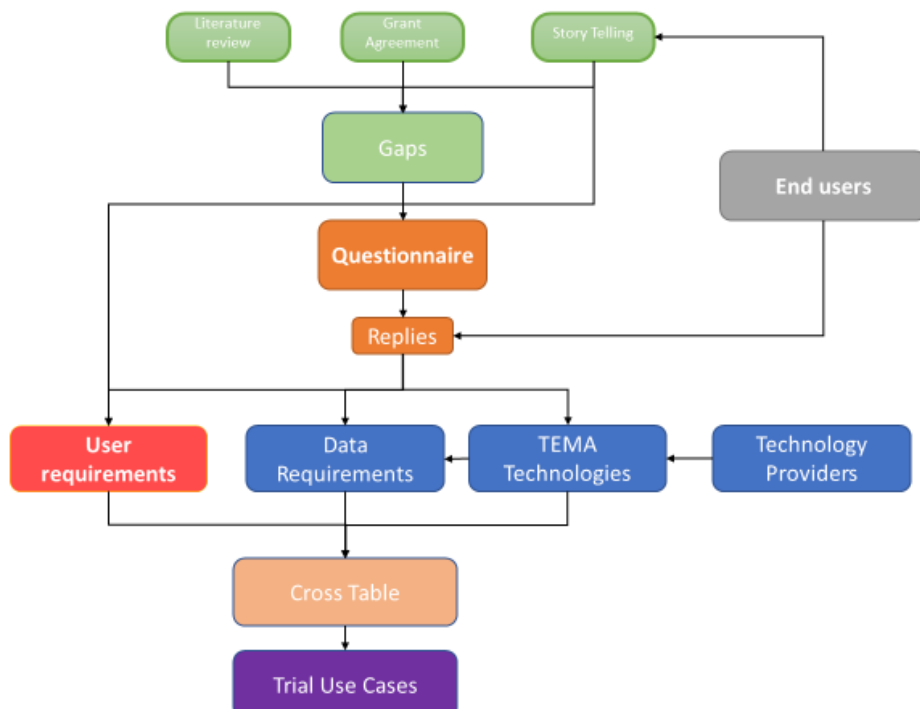 Literature
review
Grant
Agreement
Story Telling
Gaps
End users
Questionnaire
Replies
User
requirements
Data
Requirements
TEMA
Technologies
Technology
Providers
Cross Table
Trial Use Cases